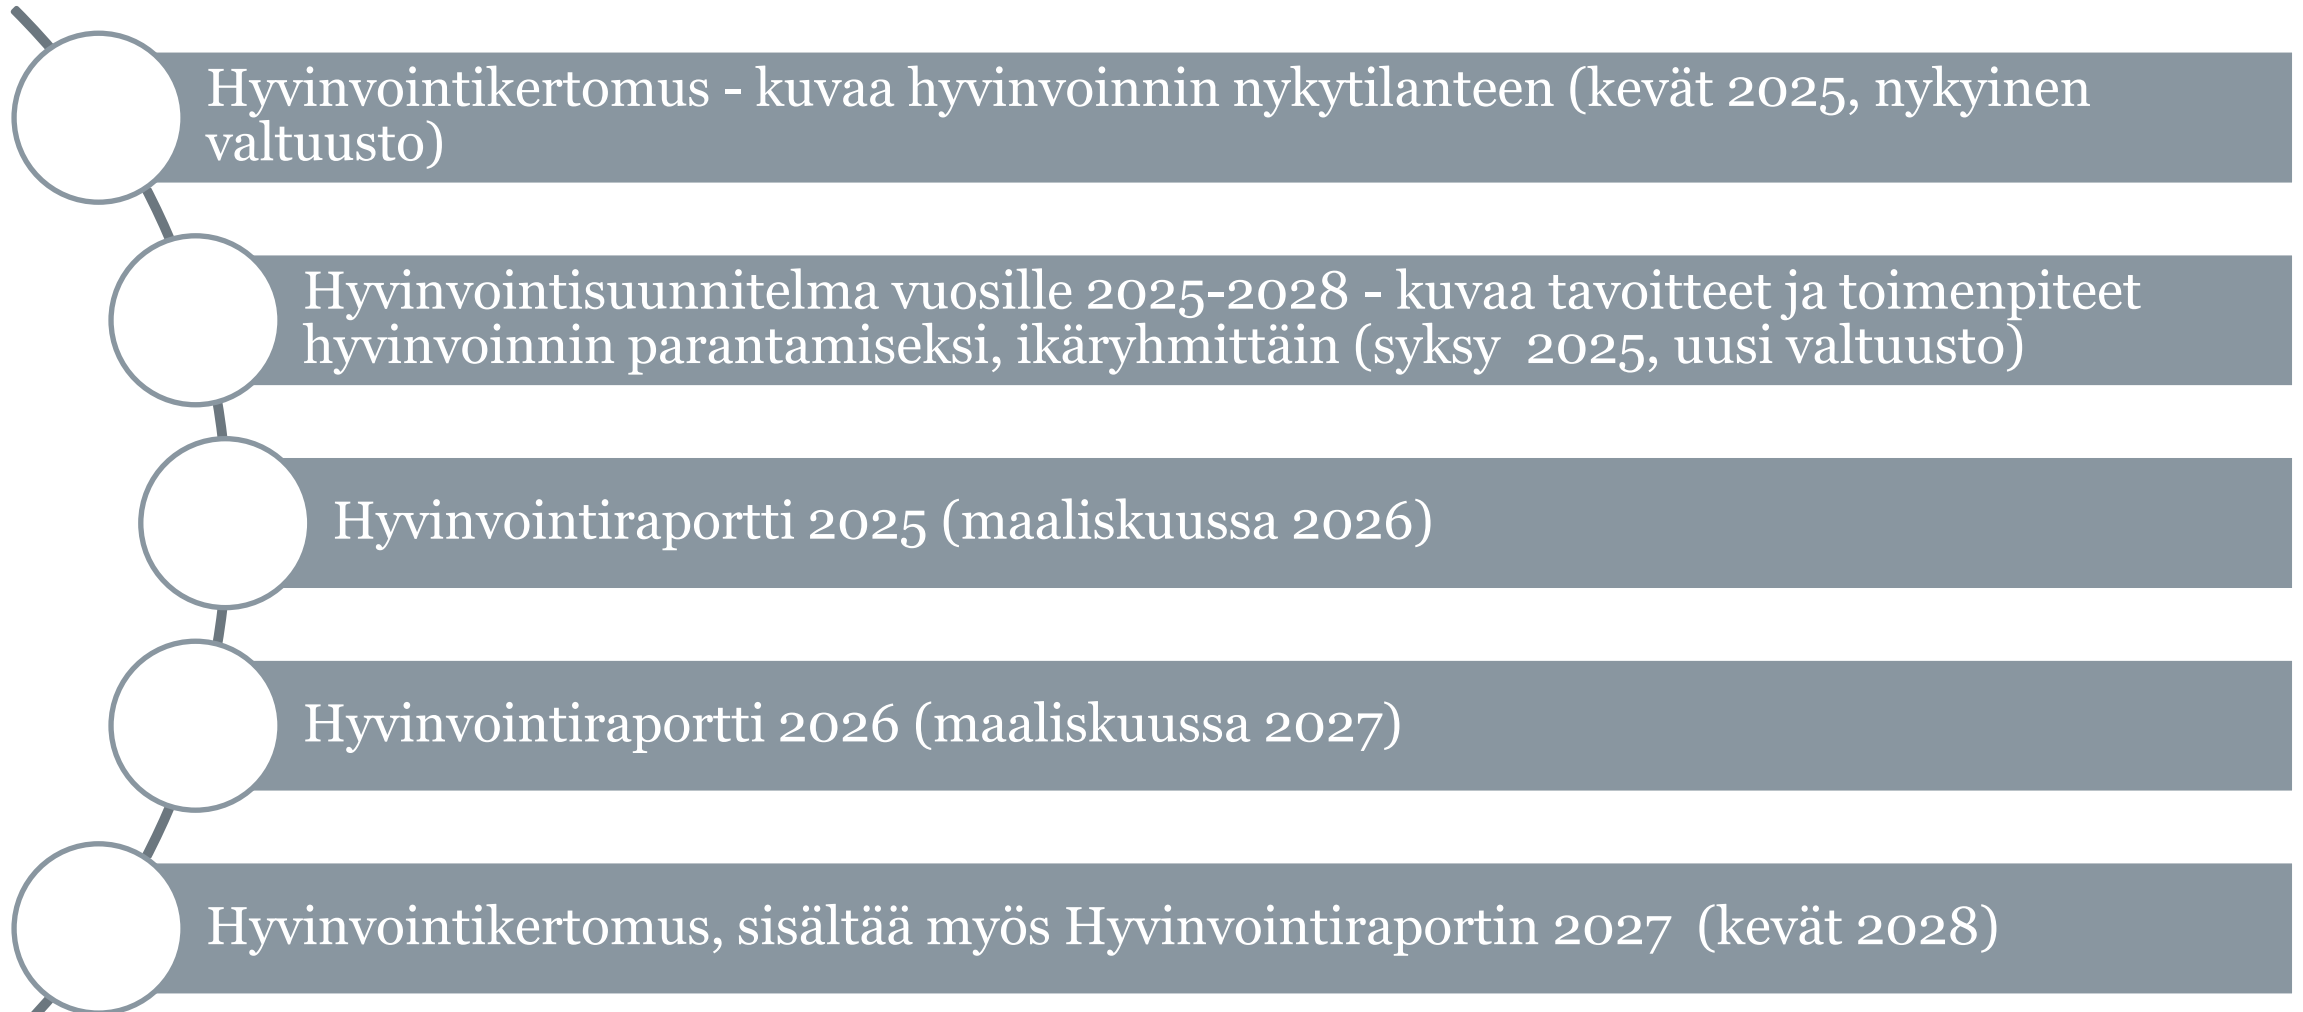 Hyvinvointikertomus - kuvaa hyvinvoinnin nykytilanteen (kevät 2025, nykyinen
valtuusto)
Hyvinvointisuunnitelma vuosille 2025-2028 - kuvaa tavoitteet ja toimenpiteet
hyvinvoinnin parantamiseksi, ikäryhmittäin (syksy  2025, uusi valtuusto)
Hyvinvointiraportti 2025 (maaliskuussa 2026)
Hyvinvointiraportti 2026 (maaliskuussa 2027)
Hyvinvointikertomus, sisältää myös Hyvinvointiraportin 2027  (kevät 2028)